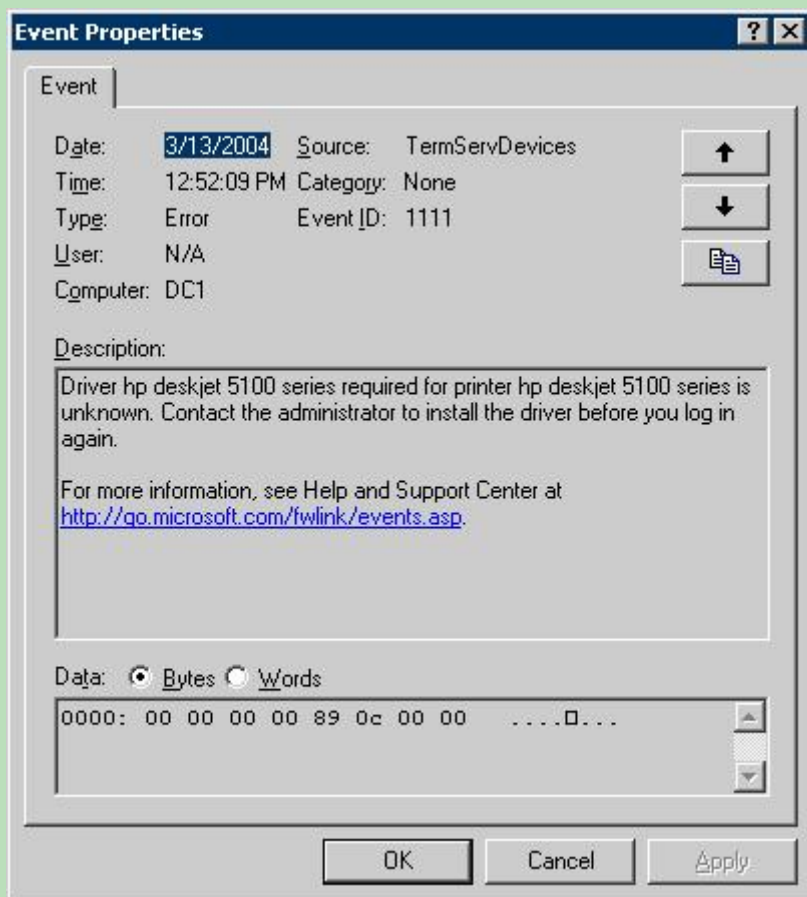 Event Properties
Event
Date: 3/13/2004 Source: TermServDevices
Time: 12:52:09 PM Category: None
Type: Error Event ID: 1111
User: N/A
Computer: DC1
Description:
Driver hp deskjet 5100 series required for printer hp deskjet 5100 series is
unknown. Contact the administrator to install the driver before you log in
again.
For more information, see Help and Support Center at
http://go.microsoft.com/fwlink/events.asp.
Data: Bytes Words
0000: 00 00 00 00 89 0c 00 00 ....□...
OK Cancel Apply